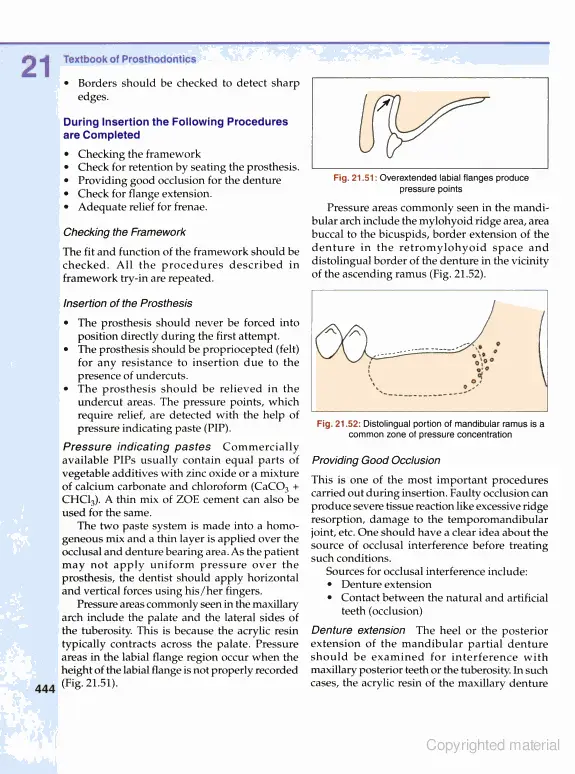 21
Textbook of Prosthodontics
• Borders should be checked to detect sharp
edges.
During Insertion the Following Procedures
are Completed
• Checking the framework
• Check for retention by seating the prosthesis.
• Providing good occlusion for the denture
• Check for flange extension.
• Adequate relief for frenae.
Checking the Framework
The fit and function of the framework should be
checked. All the procedures described in
framework try-in are repeated.
Insertion of the Prosthesis
• The prosthesis should never be forced into
position directly during the first attempt.
• The prosthesis should be propriocepted (felt)
for any resistance to insertion due to the
presence of undercuts.
• The prosthesis should be relieved in the
undercut areas. The pressure points, which
require relief, are detected with the help of
pressure indicating paste (PIP).
Pressure indicating pastes Commercially
available PIPs usually contain equal parts of
vegetable additives with zinc oxide or a mixture
of calcium carbonate and chloroform (CaCO₃ +
CHCl₃). A thin mix of ZOE cement can also be
used for the same.
The two paste system is made into a homo-
geneous mix and a thin layer is applied over the
occlusal and denture bearing area. As the patient
may not apply uniform pressure over the
prosthesis, the dentist should apply horizontal
and vertical forces using his/her fingers.
Pressure areas commonly seen in the maxillary
arch include the palate and the lateral sides of
the tuberosity. This is because the acrylic resin
typically contracts across the palate. Pressure
areas in the labial flange region occur when the
height of the labial flange is not properly recorded
(Fig. 21.51).
444
Fig. 21.51: Overextended labial flanges produce
pressure points
Pressure areas commonly seen in the mandi-
bular arch include the mylohyoid ridge area, area
buccal to the bicuspids, border extension of the
denture in the retromylohyoid space and
distolingual border of the denture in the vicinity
of the ascending ramus (Fig. 21.52).
Fig. 21.52: Distolingual portion of mandibular ramus is a
common zone of pressure concentration
Providing Good Occlusion
This is one of the most important procedures
carried out during insertion. Faulty occlusion can
produce severe tissue reaction like excessive ridge
resorption, damage to the temporomandibular
joint, etc. One should have a clear idea about the
source of occlusal interference before treating
such conditions.
Sources for occlusal interference include:
• Denture extension
• Contact between the natural and artificial
teeth (occlusion)
Denture extension The heel or the posterior
extension of the mandibular partial denture
should be examined for interference with
maxillary posterior teeth or the tuberosity. In such
cases, the acrylic resin of the maxillary denture
Copyrighted material